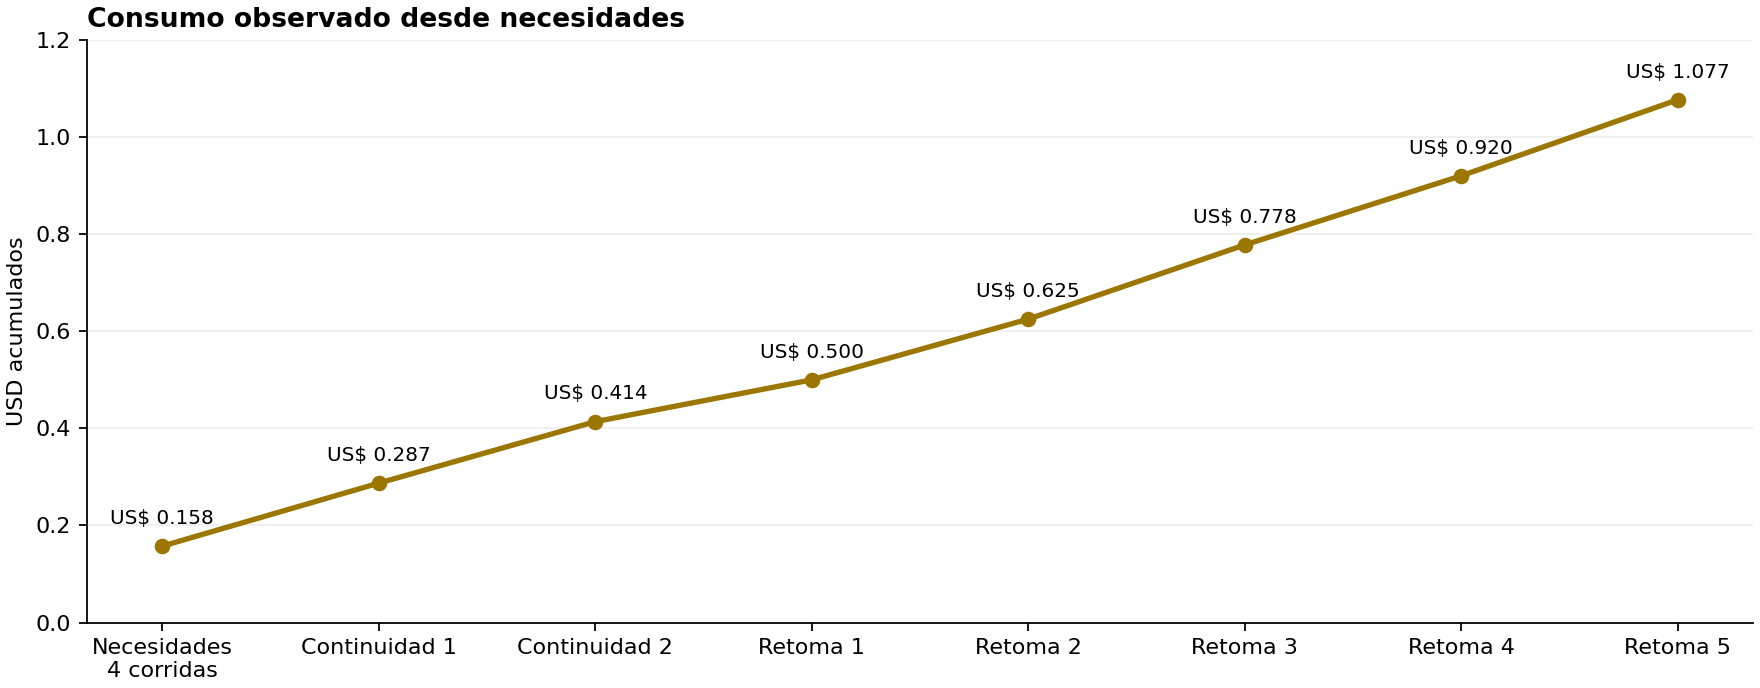 Consumo observado desde necesidades
USD acumulados
1.2
1.0
0.8
0.6
0.4
0.2
0.0
US$ 0.158
US$ 0.287
US$ 0.414
US$ 0.500
US$ 0.625
US$ 0.778
US$ 0.920
US$ 1.077
Necesidades
4 corridas
Continuidad 1
Continuidad 2
Retoma 1
Retoma 2
Retoma 3
Retoma 4
Retoma 5